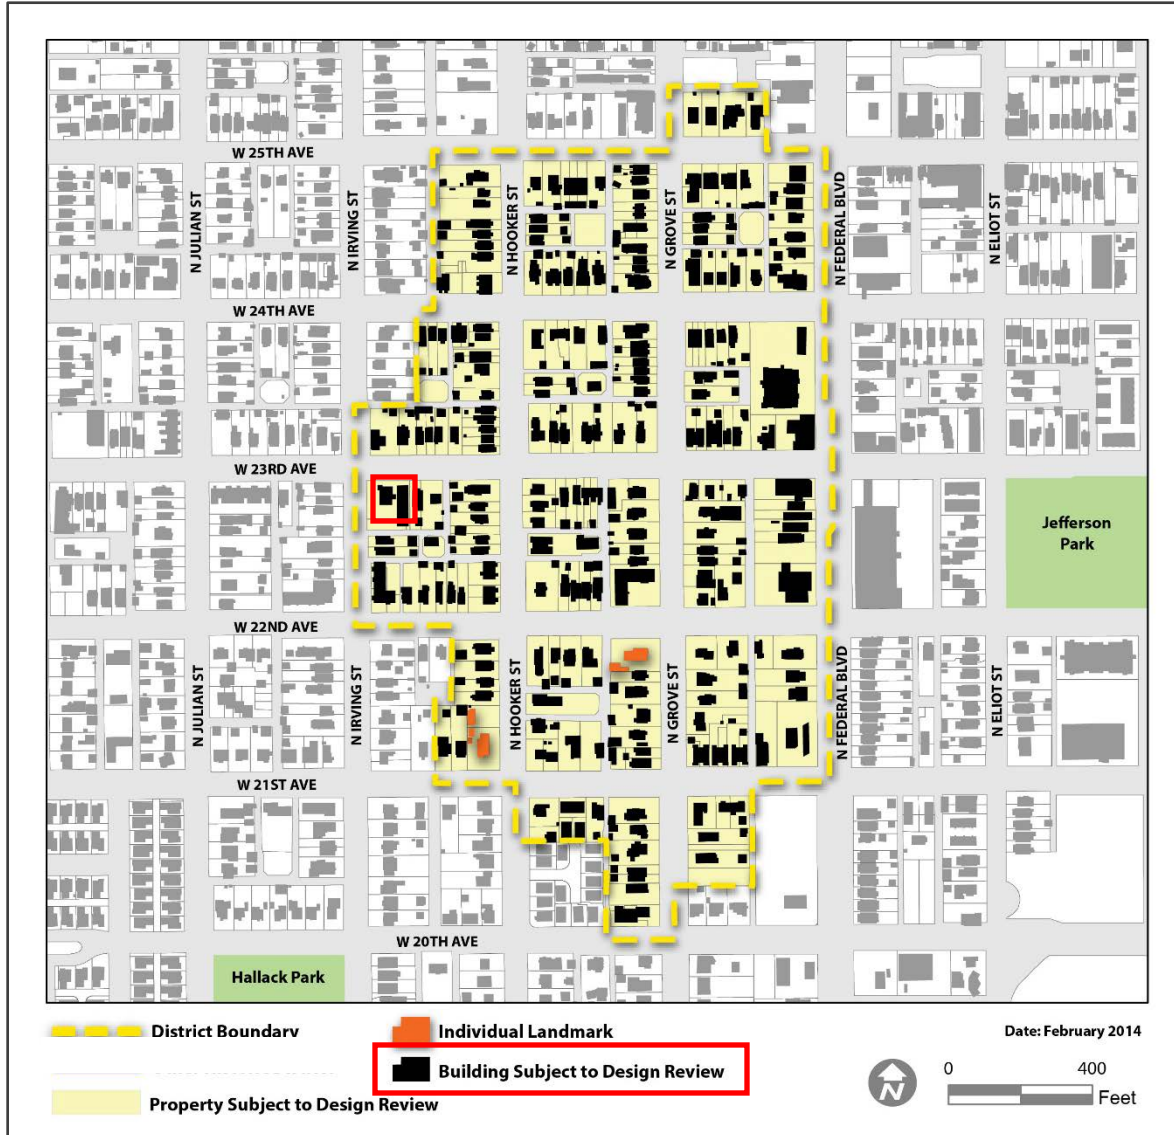 W 25TH AVE
N JULIAN ST
N IRVING ST
N HOOKER ST
N GROVE ST
N FEDERAL BLVD
N ELIOT ST
W 24TH AVE
W 23RD AVE
Jefferson
Park
W 22ND AVE
N JULIAN ST
N IRVING ST
N HOOKER ST
N GROVE ST
N FEDERAL BLVD
N ELIOT ST
W 21ST AVE
W 20TH AVE
Hallack Park
District Boundary
Individual Landmark
Date: February 2014
Building Subject to Design Review
N
0 400
Feet
Property Subject to Design Review